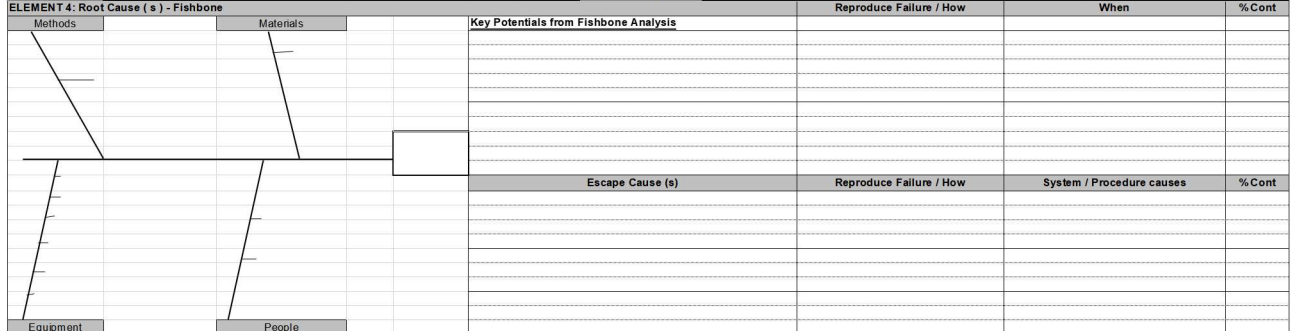 ELEMENT 4: Root Cause ( s ) - Fishbone Reproduce Failure / How When % Cont
Methods Materials Key Potentials from Fishbone Analysis
Escape Cause (s) Reproduce Failure / How System / Procedure causes % Cont
Equipment People